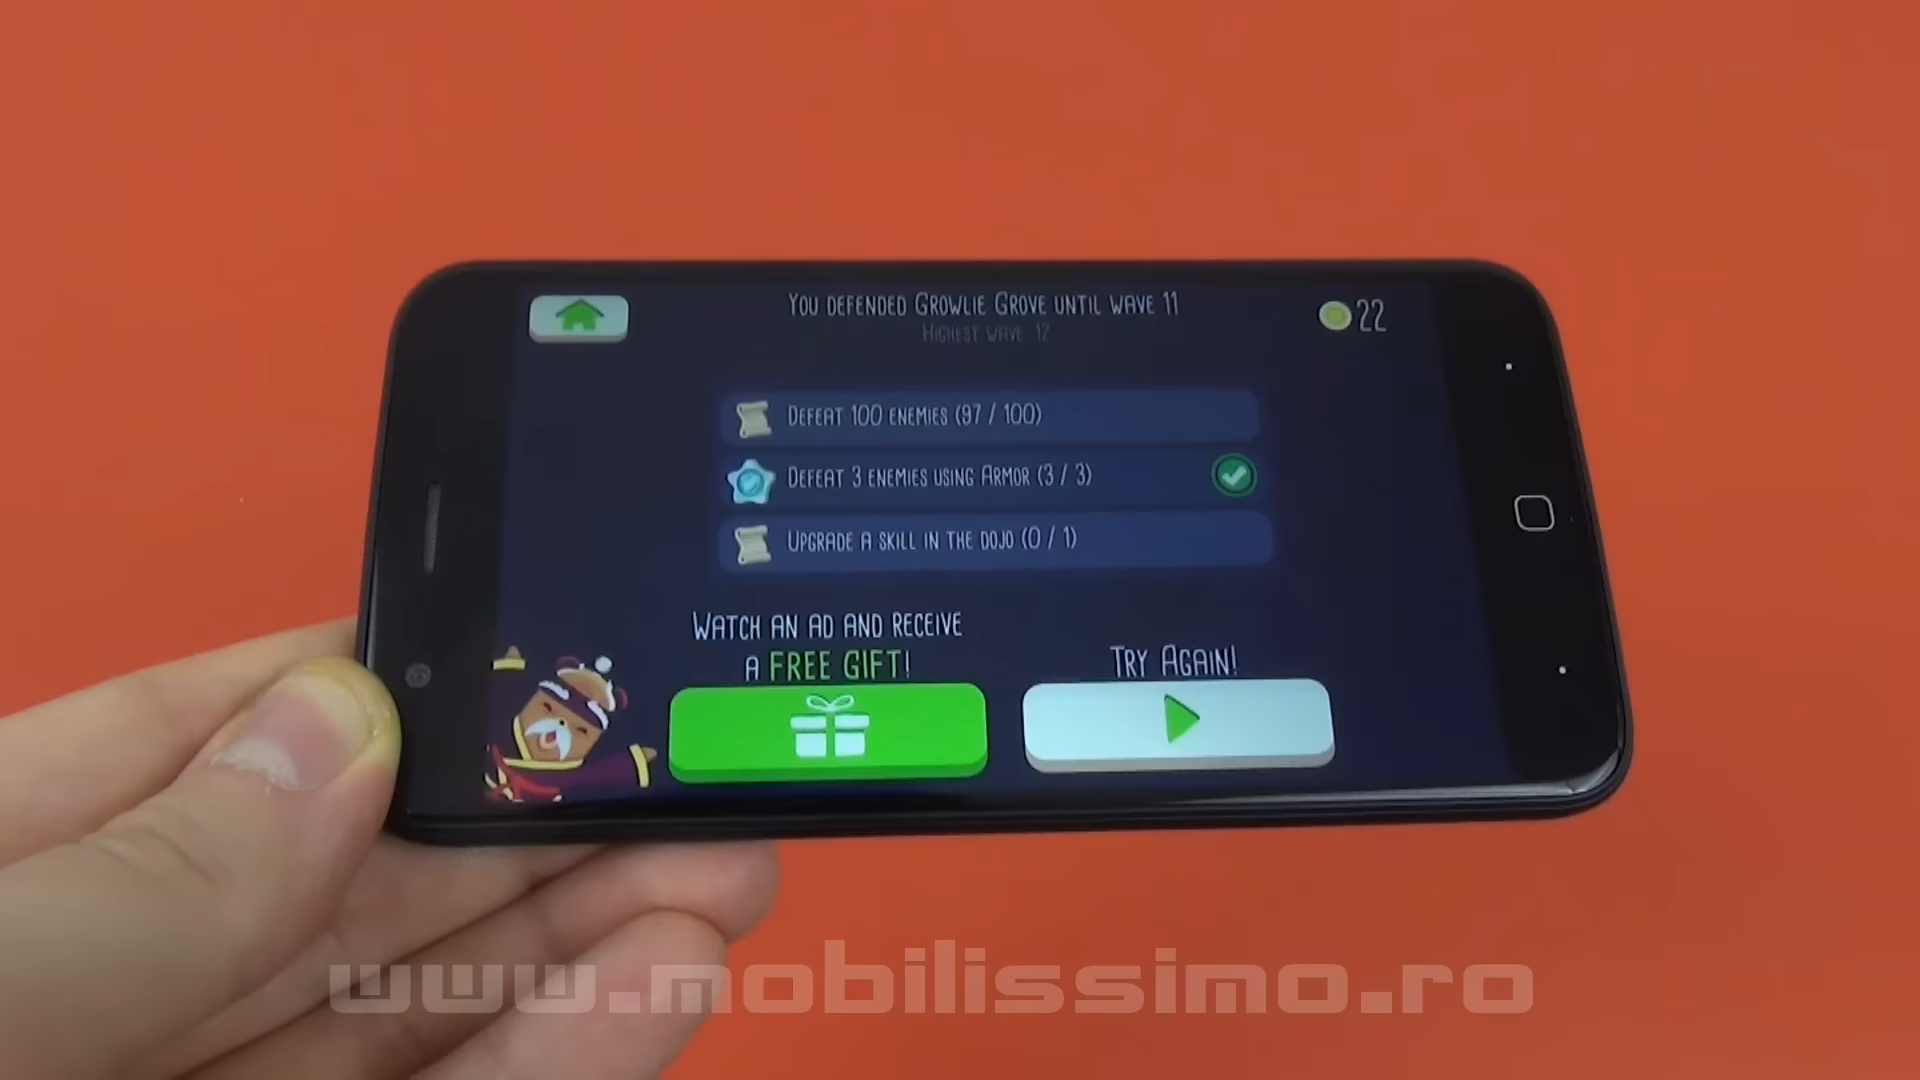 You defended Growlie Grove until wave 11
Highest wave 12
22
Defeat 100 enemies (97 / 100)
Defeat 3 enemies using Armor (3 / 3)
Upgrade a skill in the dojo (0 / 1)
Watch an ad and receive
a FREE GIFT!
Try Again!
www.mobilissimo.ro